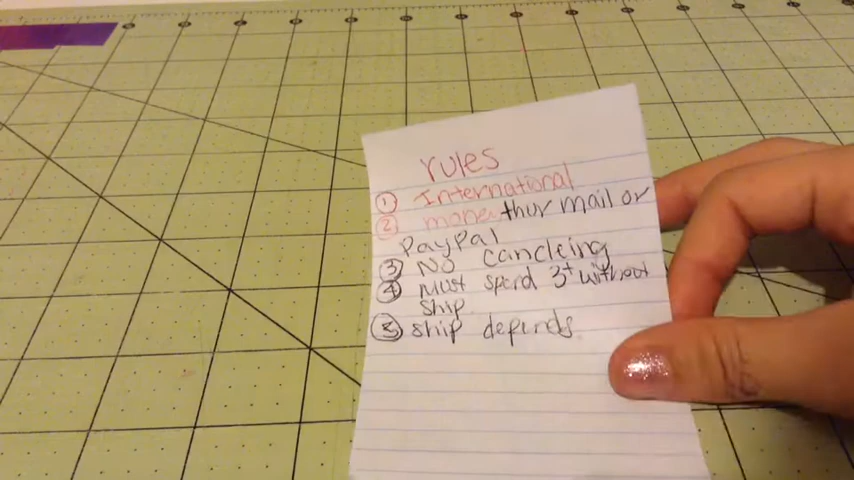 rules
① International
② money thur mail or
PayPal
③ No cancleing
④ Must spend 3+ without
ship
⑤ ship depends